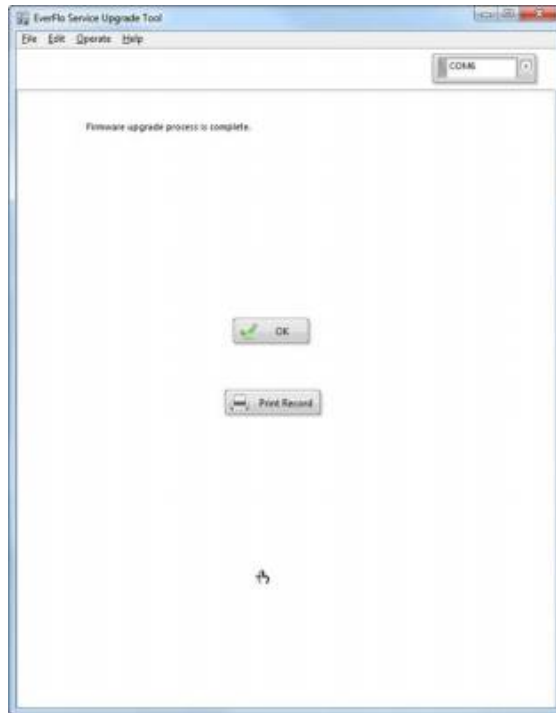 EverFlo Service Upgrade Tool
File Edit Operate Help
COM6
Firmware upgrade process is complete.
OK
Print Record